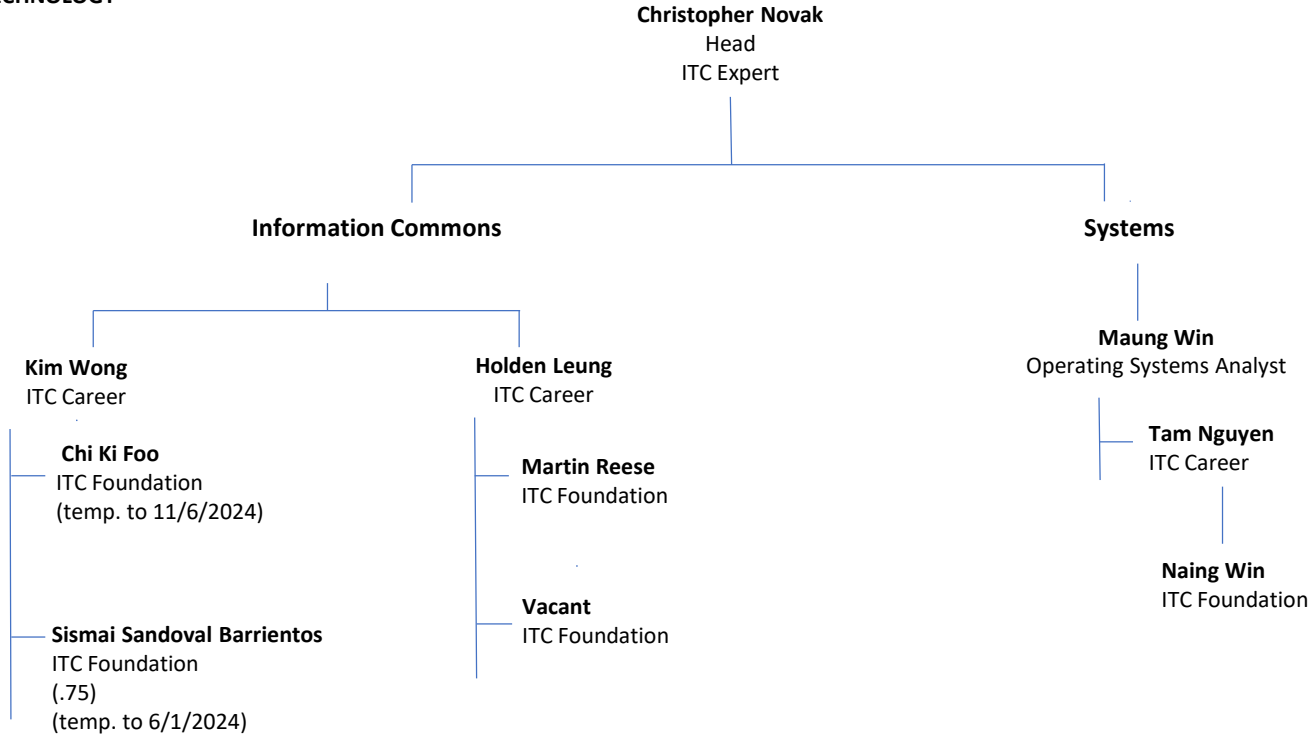 Christopher Novak
Head
ITC Expert
Information Commons
Systems
Kim Wong
ITC Career
Chi Ki Foo
ITC Foundation
(temp. to 11/6/2024)
Sismai Sandoval Barrientos
ITC Foundation
(.75)
(temp. to 6/1/2024)
Holden Leung
ITC Career
Martin Reese
ITC Foundation
Vacant
ITC Foundation
Maung Win
Operating Systems Analyst
Tam Nguyen
ITC Career
Naing Win
ITC Foundation